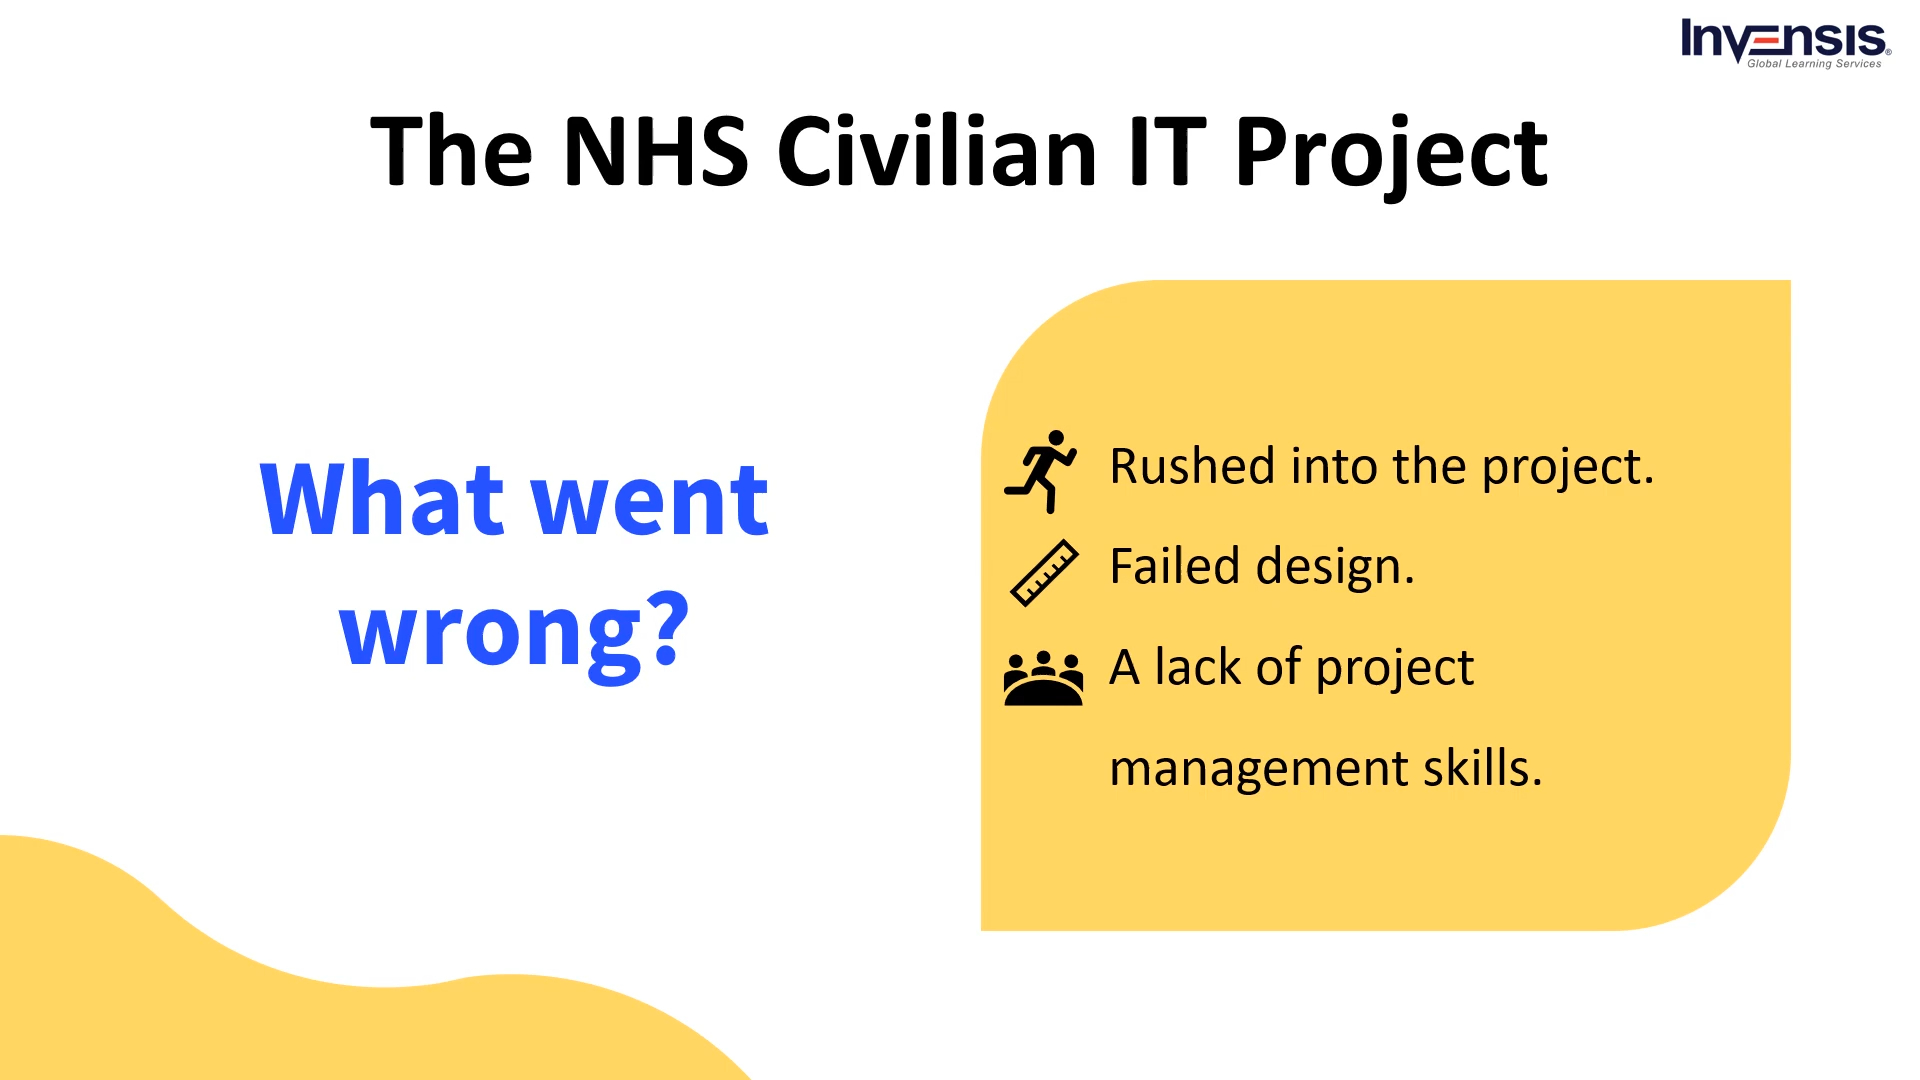 Invensis®
Global Learning Services
The NHS Civilian IT Project
What went
wrong?
Rushed into the project.
Failed design.
A lack of project
management skills.